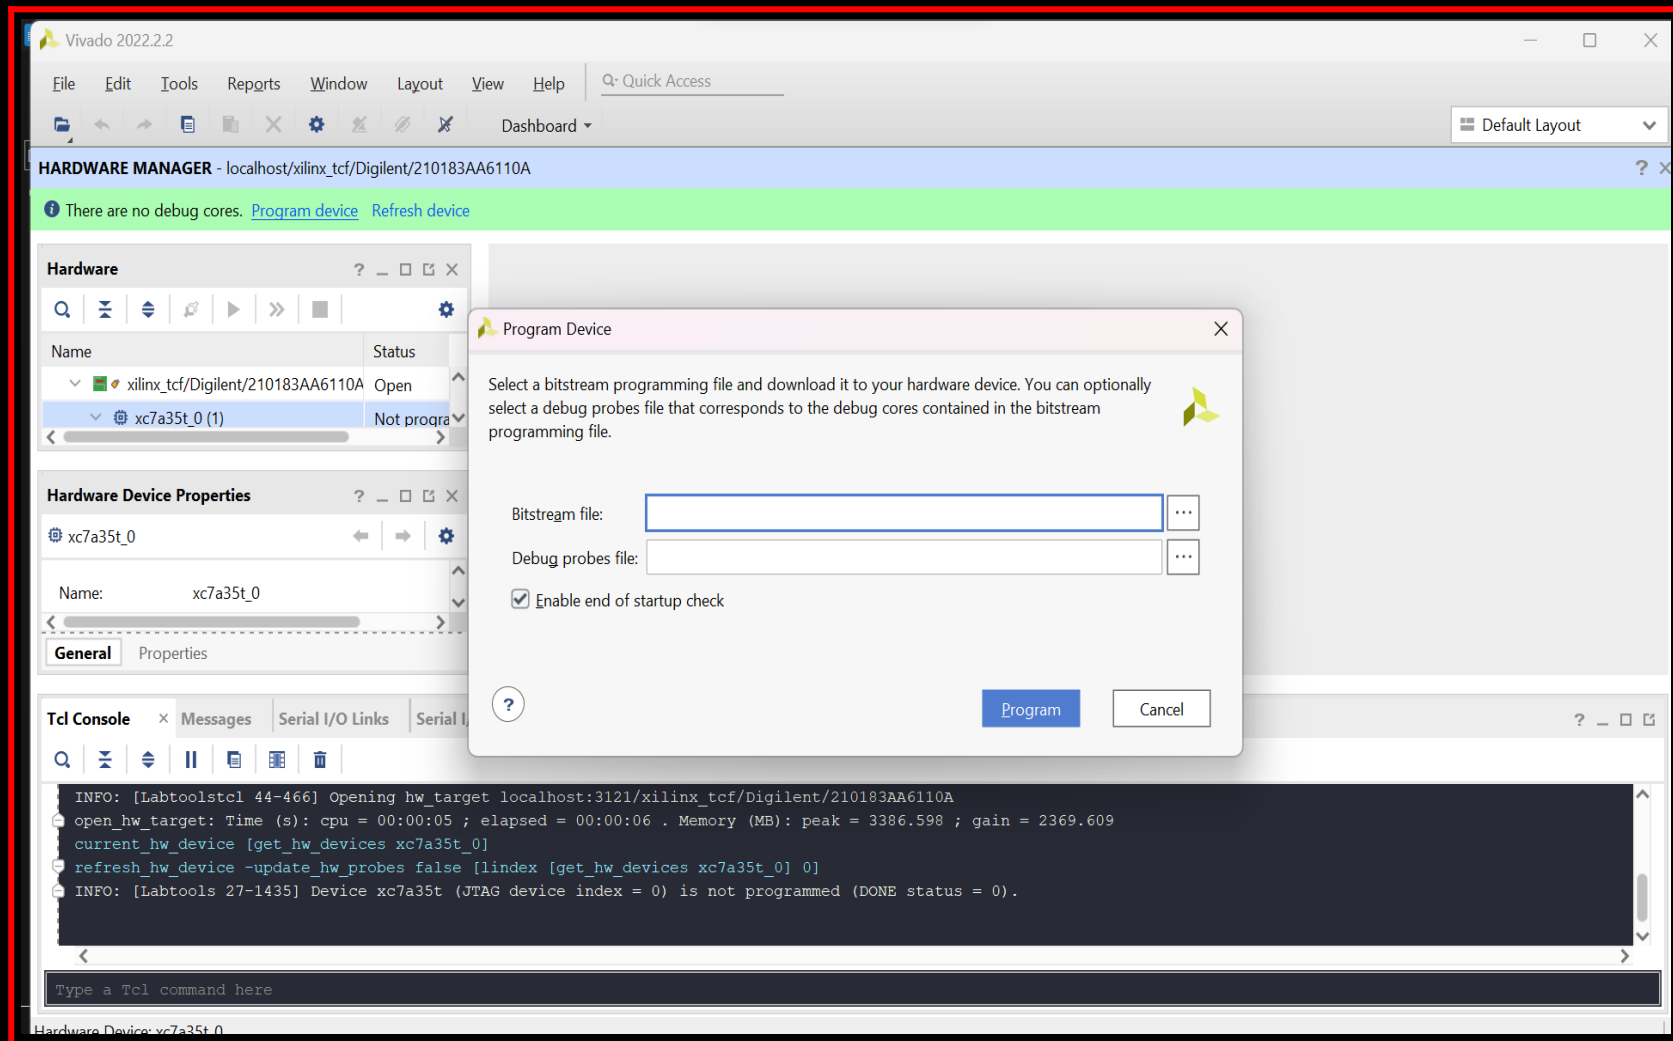 Vivado 2022.2.2
File Edit Tools Reports Window Layout View Help Quick Access
Dashboard Default Layout
HARDWARE MANAGER - localhost/xilinx_tcf/Digilent/210183AA6110A
There are no debug cores. Program device Refresh device
Hardware
Name Status
xilinx_tcf/Digilent/210183AA6110A Open
xc7a35t_0 (1) Not progra
Hardware Device Properties
xc7a35t_0
Name: xc7a35t_0
General Properties
Program Device
Select a bitstream programming file and download it to your hardware device. You can optionally
select a debug probes file that corresponds to the debug cores contained in the bitstream
programming file.
Bitstream file:
Debug probes file:
Enable end of startup check
Program Cancel
Tcl Console Messages Serial I/O Links Serial I/
INFO: [Labtoolstcl 44-466] Opening hw_target localhost:3121/xilinx_tcf/Digilent/210183AA6110A
open_hw_target: Time (s): cpu = 00:00:05 ; elapsed = 00:00:06 . Memory (MB): peak = 3386.598 ; gain = 2369.609
current_hw_device [get_hw_devices xc7a35t_0]
refresh_hw_device -update_hw_probes false [lindex [get_hw_devices xc7a35t_0] 0]
INFO: [Labtools 27-1435] Device xc7a35t (JTAG device index = 0) is not programmed (DONE status = 0).
Type a Tcl command here
Hardware Device: xc7a35t_0